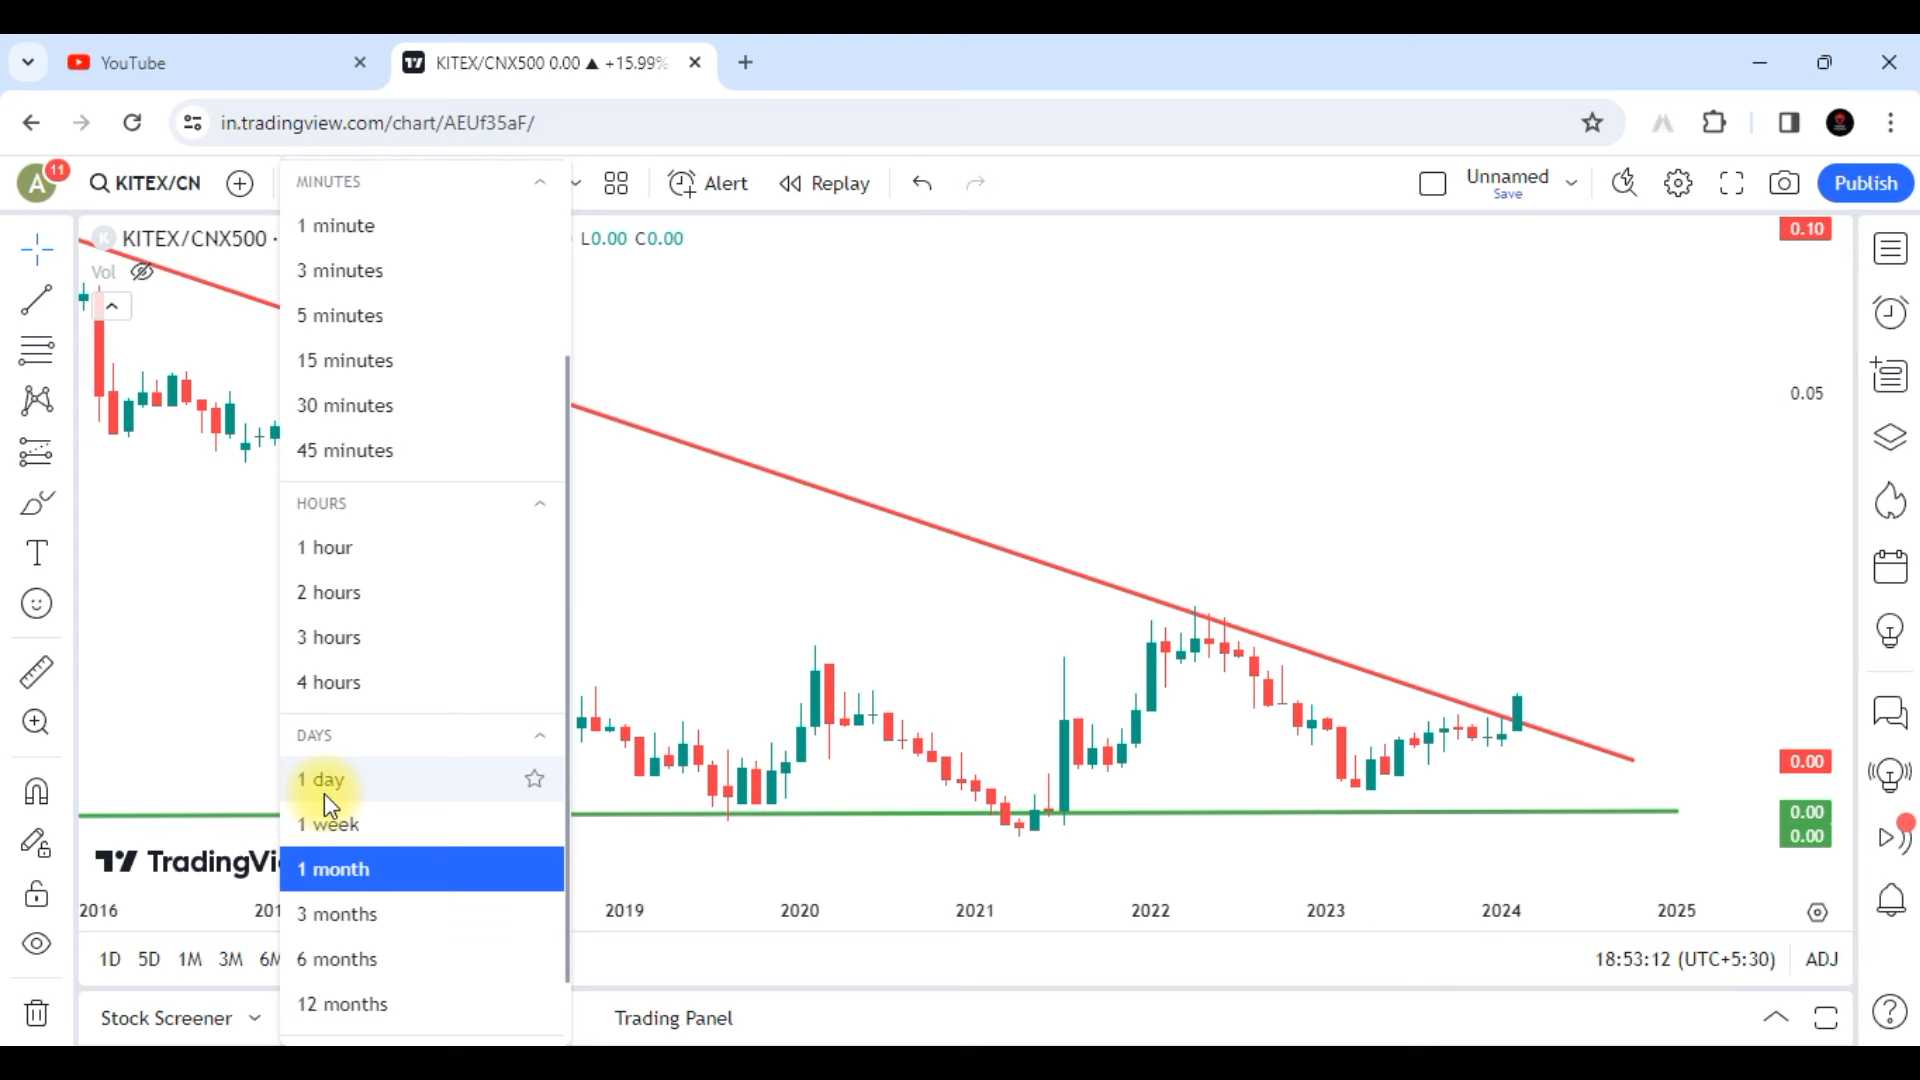 YouTube
KITEX/CNX500 0.00 ▲ +15.99%
in.tradingview.com/chart/AEUf35aF/
A 11 KITEX/CN Alert Replay Unnamed Save Publish
KITEX/CNX500 · L0.00 C0.00
Vol
MINUTES
1 minute
3 minutes
5 minutes
15 minutes
30 minutes
45 minutes
HOURS
1 hour
2 hours
3 hours
4 hours
DAYS
1 day
1 week
1 month
3 months
6 months
12 months
0.10
0.05
0.00
0.00
0.00
TradingVi
2016 201 2019 2020 2021 2022 2023 2024 2025
1D 5D 1M 3M 6M 18:53:12 (UTC+5:30) ADJ
Stock Screener Trading Panel